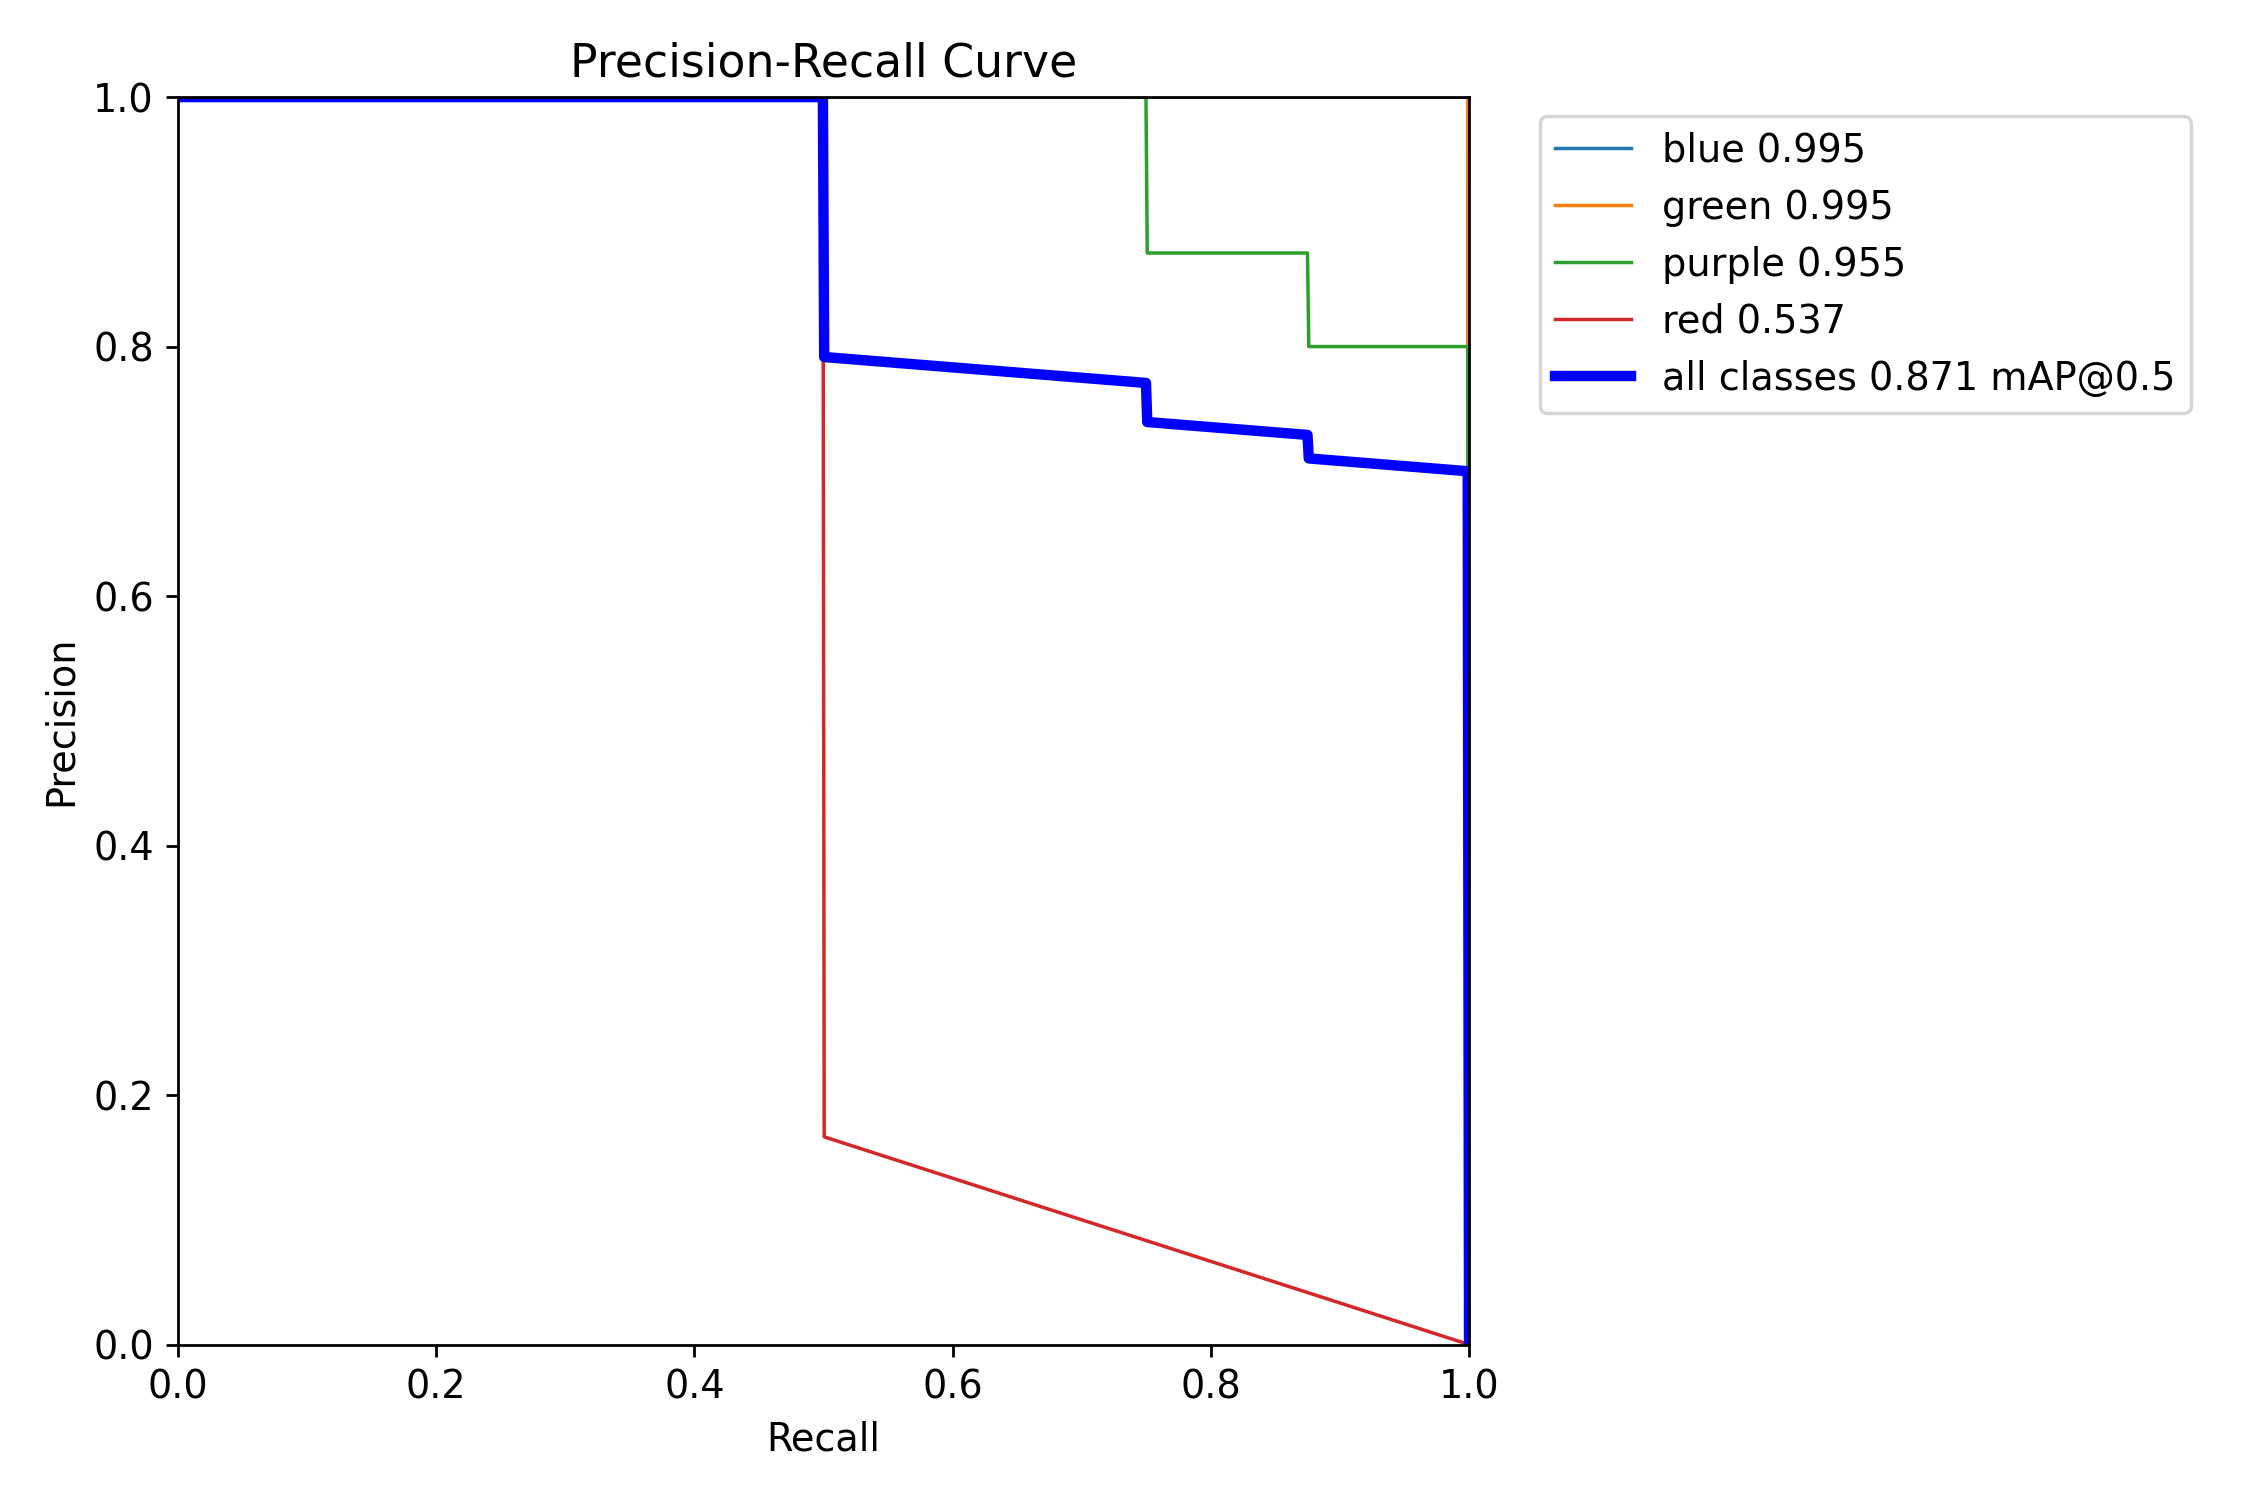 Precision-Recall Curve
1.0
0.8
0.6
0.4
0.2
0.0
Precision
0.0 0.2 0.4 0.6 0.8 1.0
Recall
blue 0.995
green 0.995
purple 0.955
red 0.537
all classes 0.871 mAP@0.5